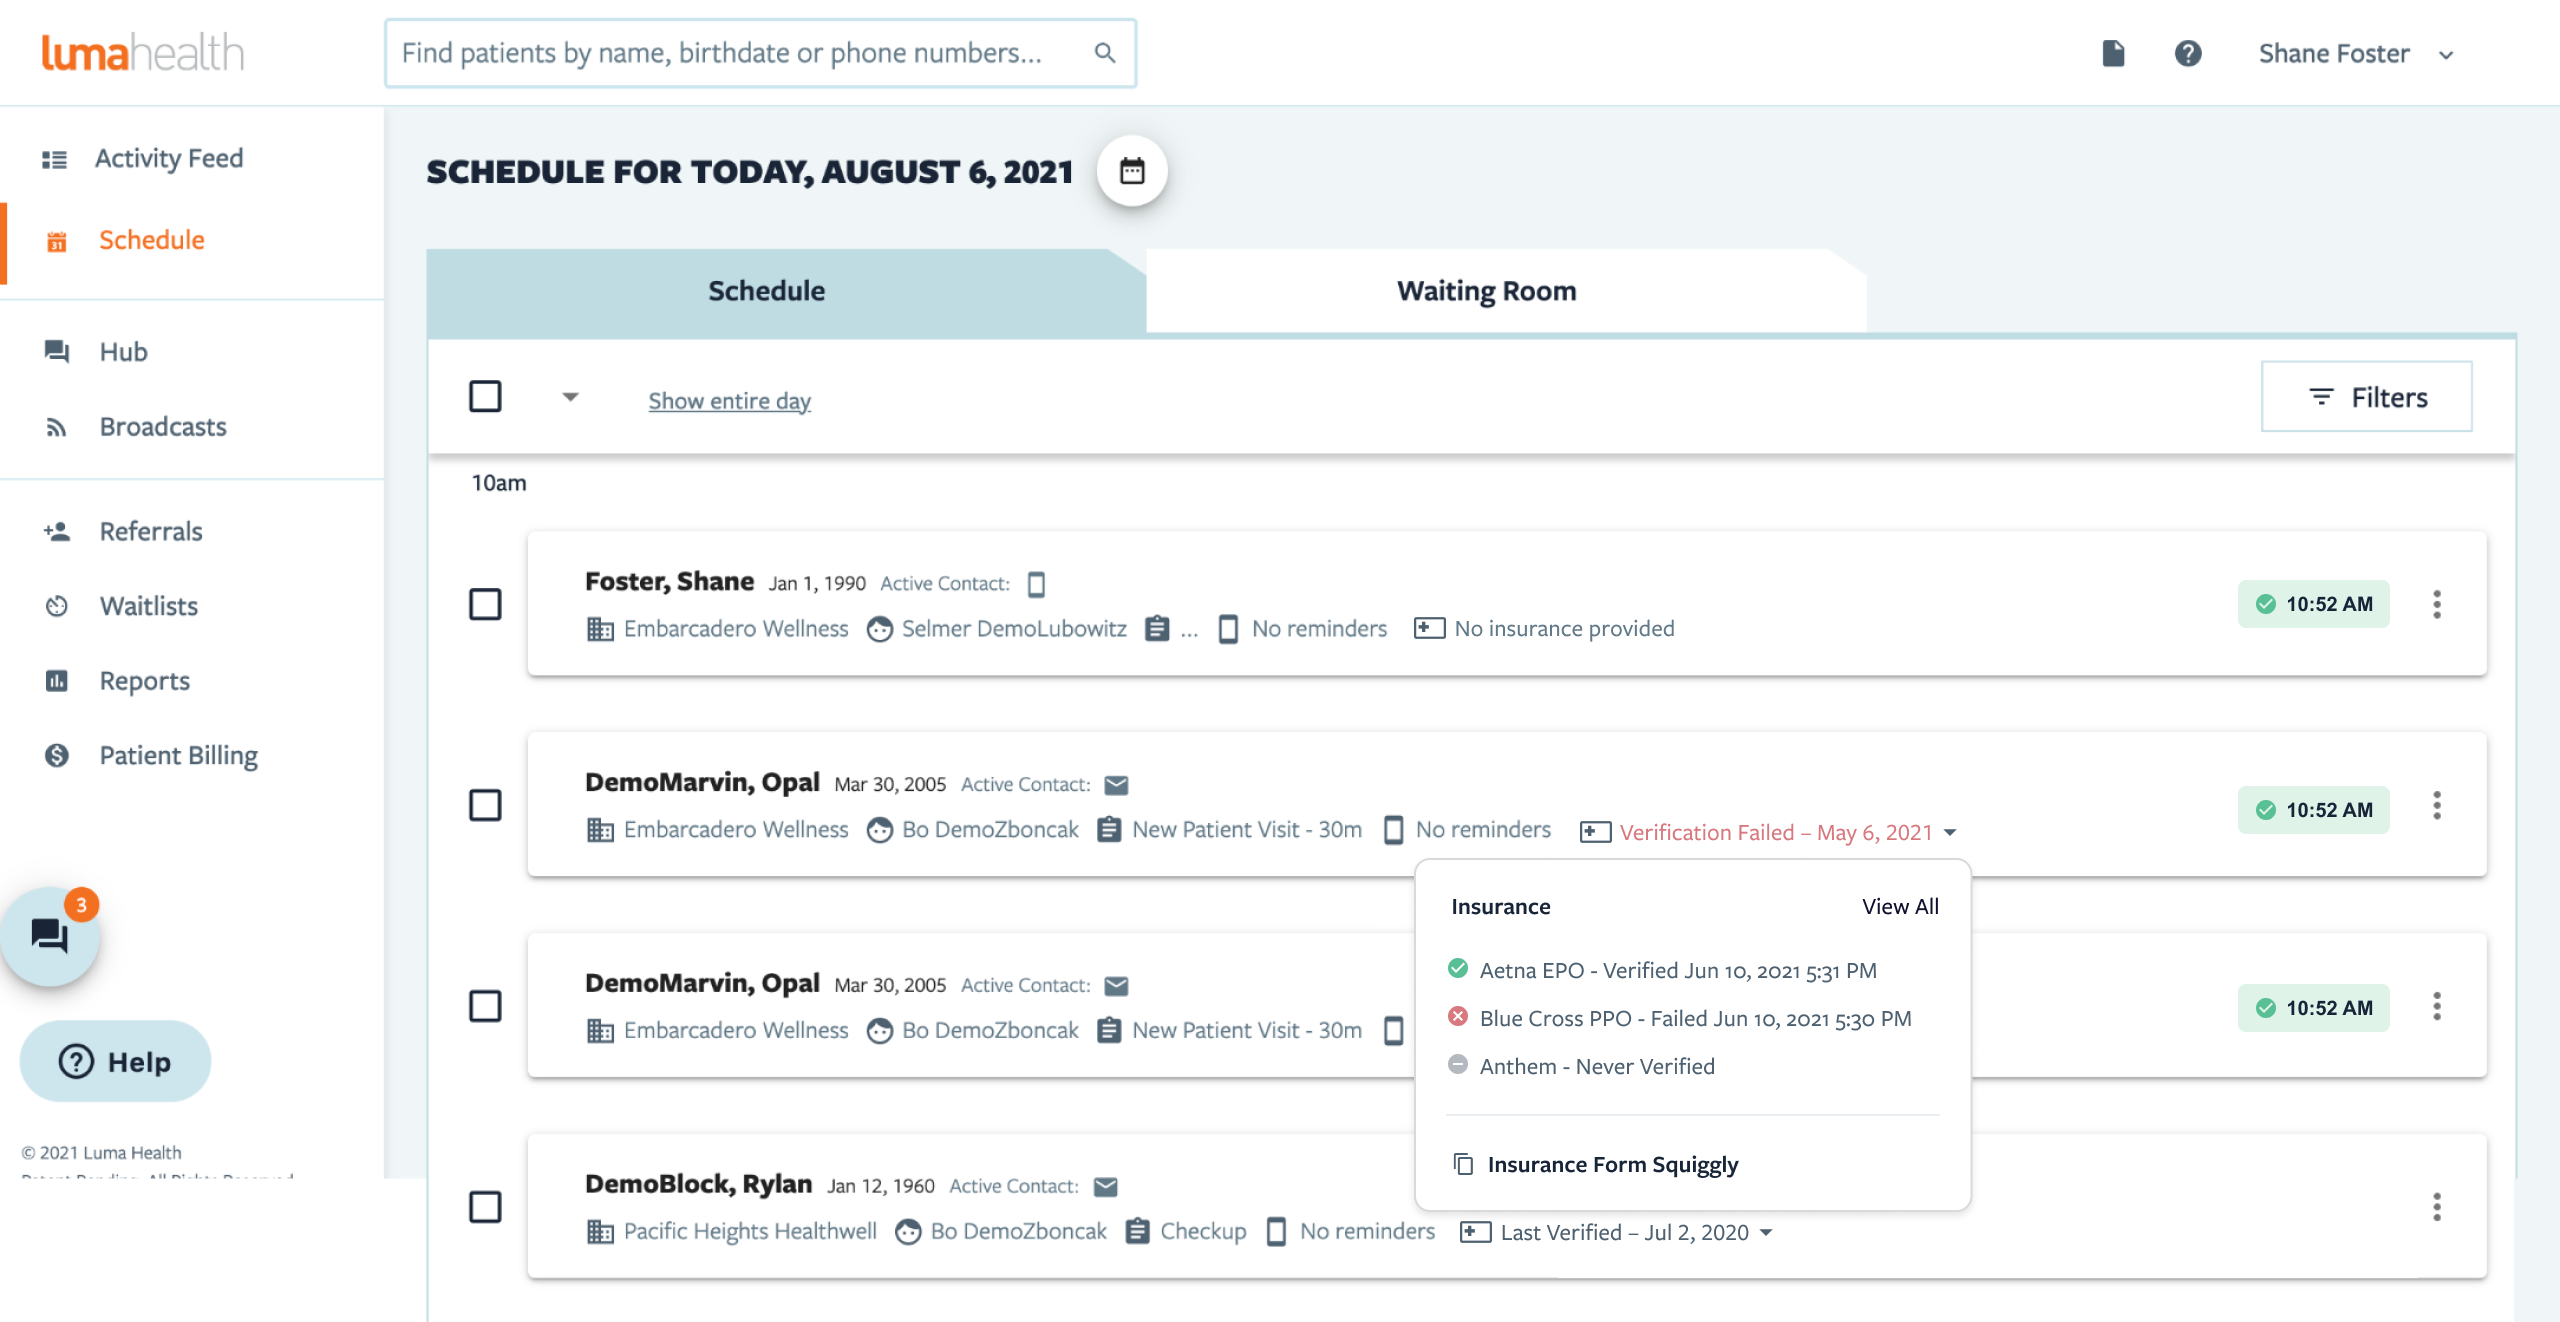 lumahealth
Find patients by name, birthdate or phone numbers...
Shane Foster
Activity Feed
Schedule
Hub
Broadcasts
Referrals
Waitlists
Reports
Patient Billing
3
Help
© 2021 Luma Health
Patent Pending. All Rights Reserved
SCHEDULE FOR TODAY, AUGUST 6, 2021
Schedule
Waiting Room
Show entire day
Filters
10am
Foster, Shane Jan 1, 1990 Active Contact:
Embarcadero Wellness Selmer DemoLubowitz ... No reminders No insurance provided
10:52 AM
DemoMarvin, Opal Mar 30, 2005 Active Contact:
Embarcadero Wellness Bo DemoZboncak New Patient Visit - 30m No reminders Verification Failed – May 6, 2021
10:52 AM
Insurance View All
Aetna EPO - Verified Jun 10, 2021 5:31 PM
Blue Cross PPO - Failed Jun 10, 2021 5:30 PM
Anthem - Never Verified
Insurance Form Squiggly
DemoMarvin, Opal Mar 30, 2005 Active Contact:
Embarcadero Wellness Bo DemoZboncak New Patient Visit - 30m
10:52 AM
DemoBlock, Rylan Jan 12, 1960 Active Contact:
Pacific Heights Healthwell Bo DemoZboncak Checkup No reminders Last Verified – Jul 2, 2020